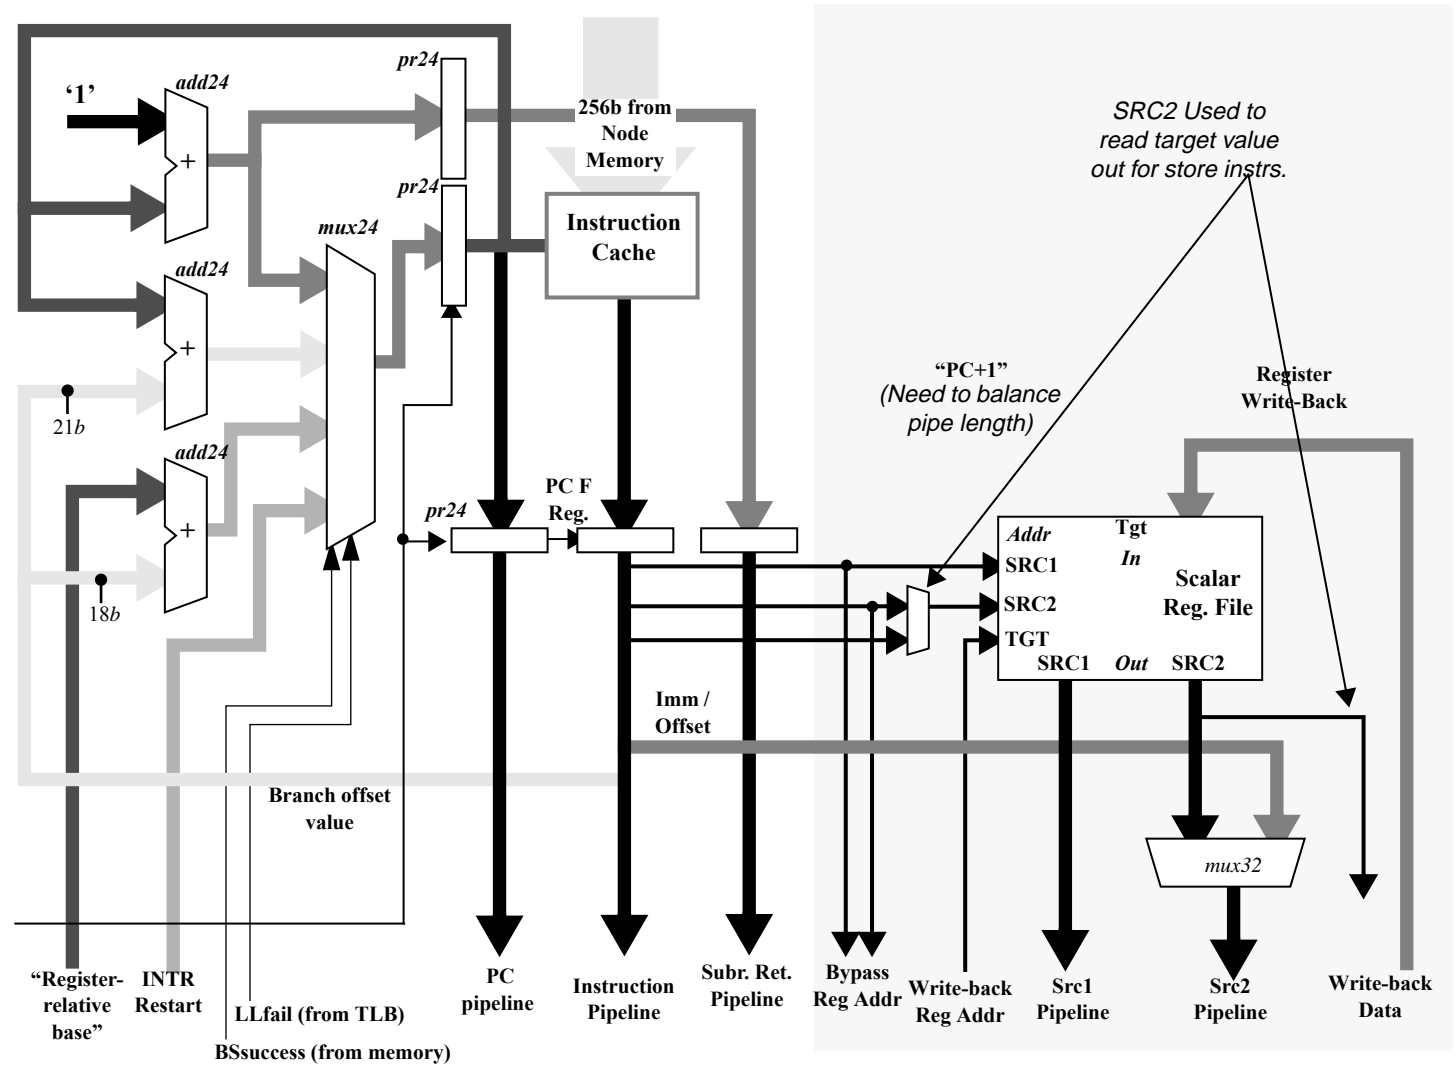 pr24
add24
‘1’
+
256b from
Node
Memory
SRC2 Used to
read target value
out for store instrs.
pr24
mux24
Instruction
Cache
add24
+
21b
"PC+1"
(Need to balance
pipe length)
Register
Write-Back
add24
+
18b
pr24
PC F
Reg.
Addr
Tgt
In
SRC1
SRC2
TGT
Scalar
Reg. File
SRC1
Out
SRC2
Imm /
Offset
Branch offset
value
mux32
“Register-
relative
base”
INTR
Restart
LLfail (from TLB)
BSsuccess (from memory)
PC
pipeline
Instruction
Pipeline
Subr. Ret.
Pipeline
Bypass
Reg Addr
Write-back
Reg Addr
Src1
Pipeline
Src2
Pipeline
Write-back
Data